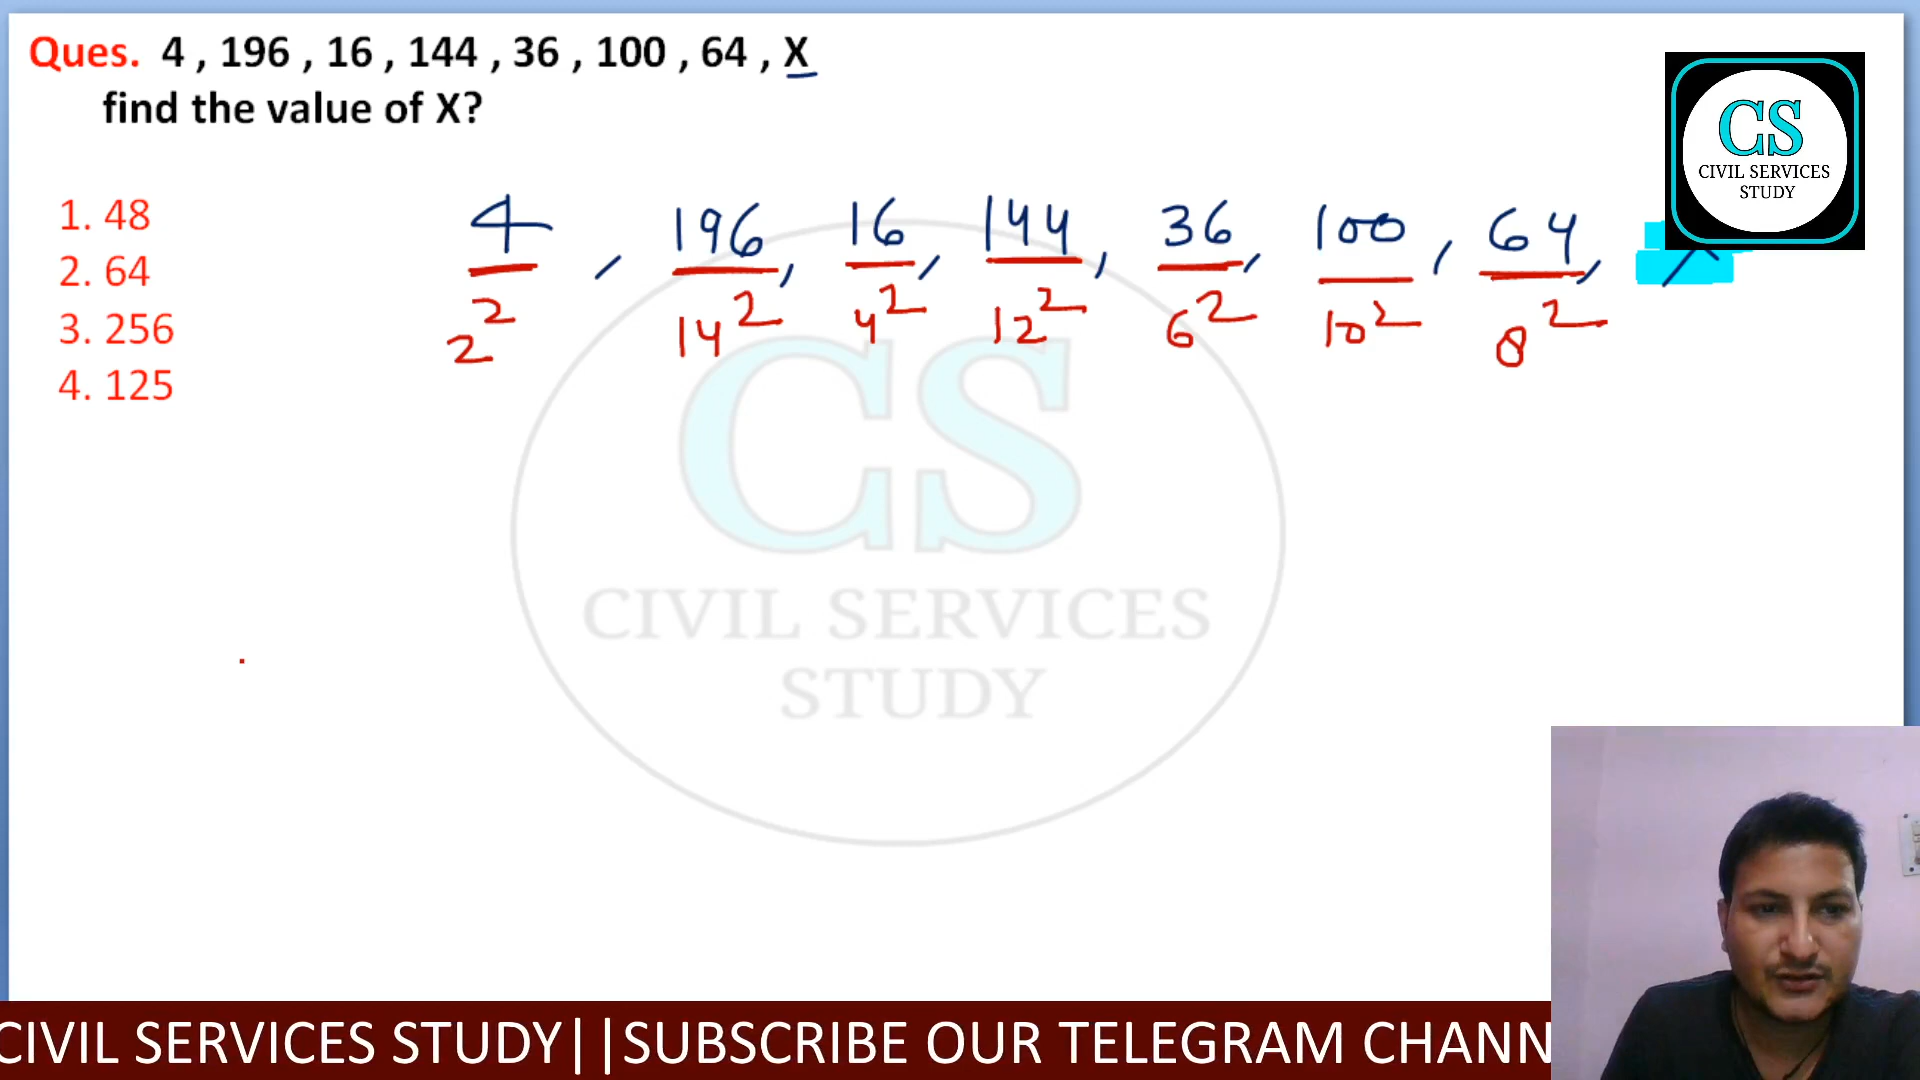 Ques. 4 , 196 , 16 , 144 , 36 , 100 , 64 , X
find the value of X?
CS
CIVIL SERVICES
STUDY
1. 48
2. 64
3. 256
4. 125
4 , 196 , 16 , 144 , 36 , 100 , 64 , X
2² 14² 4² 12² 6² 10² 8²
CS
CIVIL SERVICES
STUDY
CIVIL SERVICES STUDY||SUBSCRIBE OUR TELEGRAM CHANN